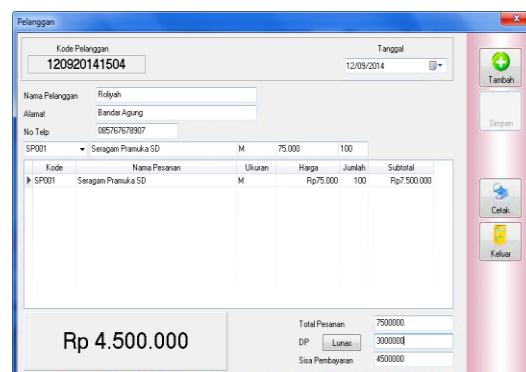 Pelanggan
Kode Pelanggan
120920141504
Tanggal
12/09/2014
Tambah
Simpan
Nama Pelanggan Roliyah
Alamat Bandar Agung
No Telp 085767678907
SP001 Seragam Pramuka SD M 75.000 100
Kode Nama Pesanan Ukuran Harga Jumlah Subtotal
SP001 Seragam Pramuka SD M Rp75.000 100 Rp7.500.000
Cetak
Keluar
Rp 4.500.000
Total Pesanan 7500000
DP Lunas 3000000
Sisa Pembayaran 4500000